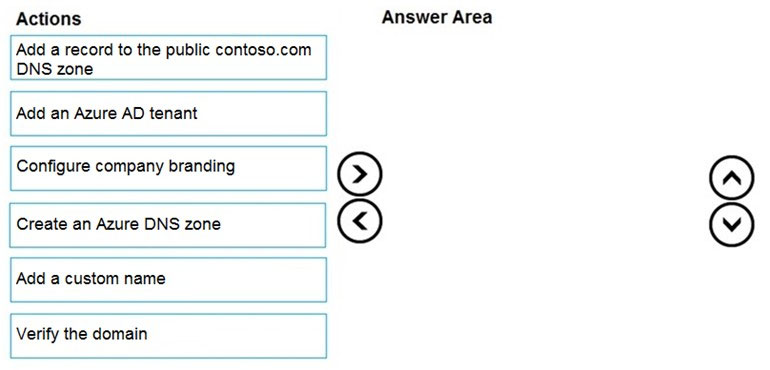 Actions
Answer Area
Add a record to the public contoso.com
DNS zone
Add an Azure AD tenant
Configure company branding
Create an Azure DNS zone
Add a custom name
Verify the domain